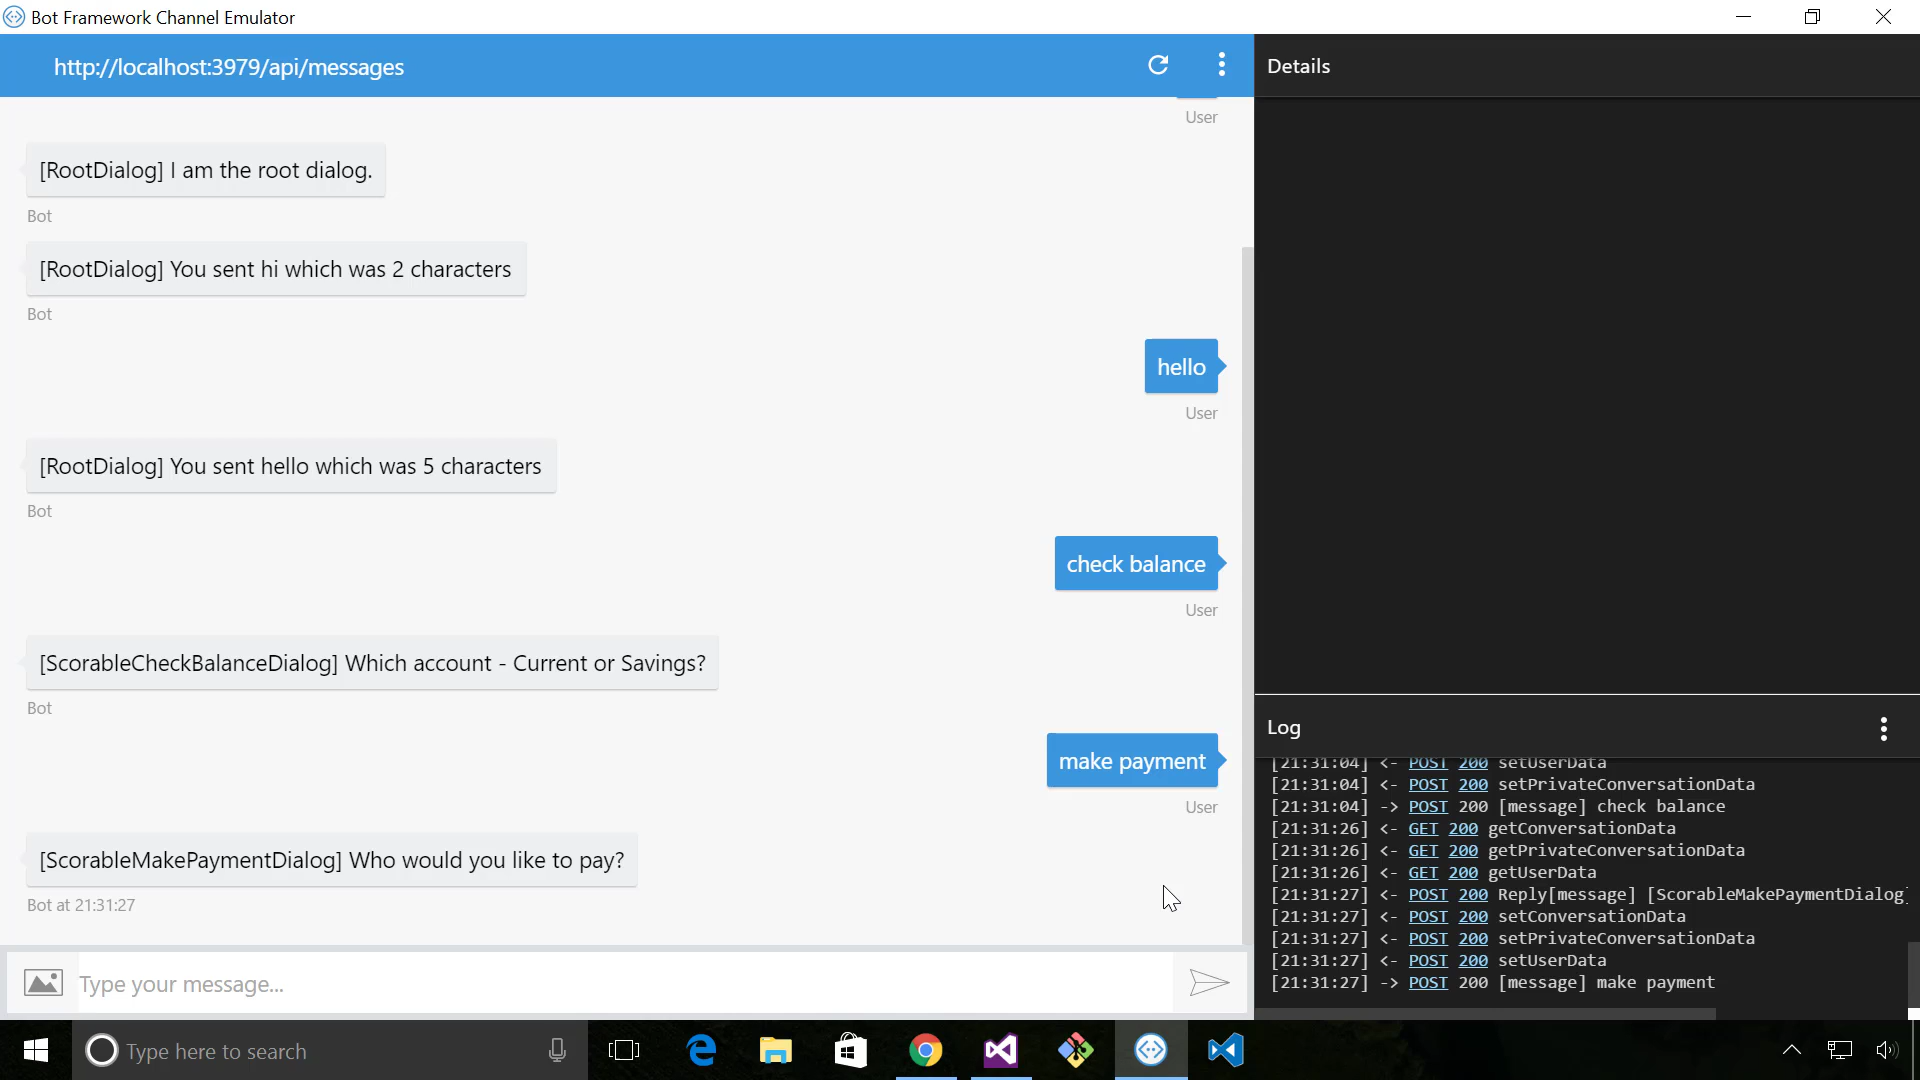 Bot Framework Channel Emulator
http://localhost:3979/api/messages
User
[RootDialog] I am the root dialog.
Bot
[RootDialog] You sent hi which was 2 characters
Bot
hello
User
[RootDialog] You sent hello which was 5 characters
Bot
check balance
User
[ScorableCheckBalanceDialog] Which account - Current or Savings?
Bot
make payment
User
[ScorableMakePaymentDialog] Who would you like to pay?
Bot at 21:31:27
Type your message...
Details
Log
[21:31:04] <- POST 200 setUserData
[21:31:04] <- POST 200 setPrivateConversationData
[21:31:04] -> POST 200 [message] check balance
[21:31:26] <- GET 200 getConversationData
[21:31:26] <- GET 200 getPrivateConversationData
[21:31:26] <- GET 200 getUserData
[21:31:27] <- POST 200 Reply[message] [ScorableMakePaymentDialog]
[21:31:27] <- POST 200 setConversationData
[21:31:27] <- POST 200 setPrivateConversationData
[21:31:27] <- POST 200 setUserData
[21:31:27] -> POST 200 [message] make payment
Type here to search